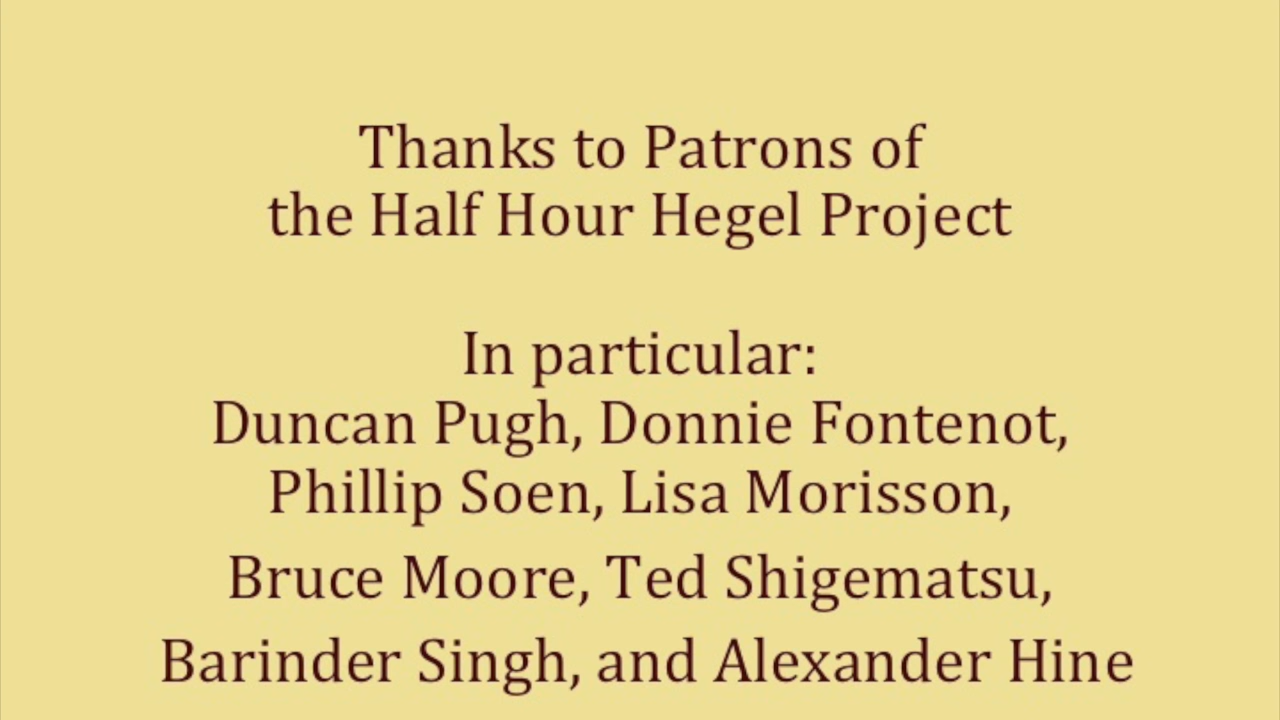 Thanks to Patrons of
the Half Hour Hegel Project
In particular:
Duncan Pugh, Donnie Fontenot,
Phillip Soen, Lisa Morisson,
Bruce Moore, Ted Shigematsu,
Barinder Singh, and Alexander Hine